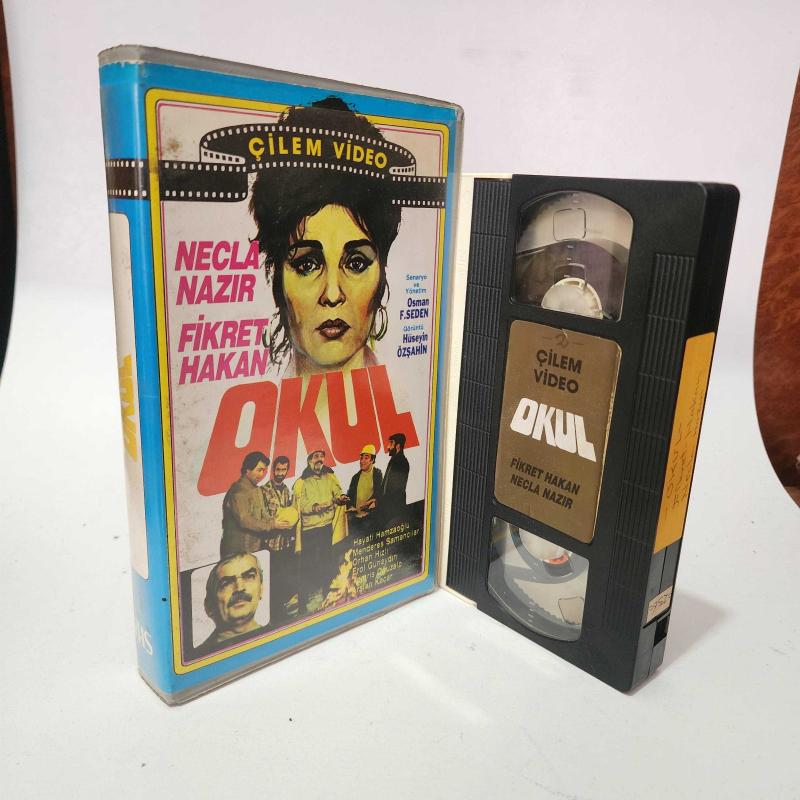 ÇİLEM VİDEO
NECLA
NAZIR
FİKRET
HAKAN
Senaryo
ve
Yönetim
Osman
F.SEDEN
Görüntü
Hüseyin
ÖZŞAHİN
OKUL
Hayati Hamzaoğlu
Menderes Samancılar
Orhan Hızlı
Erol Günaydın
OKUL
ÇİLEM
VİDEO
OKUL
FİKRET HAKAN
NECLA NAZIR